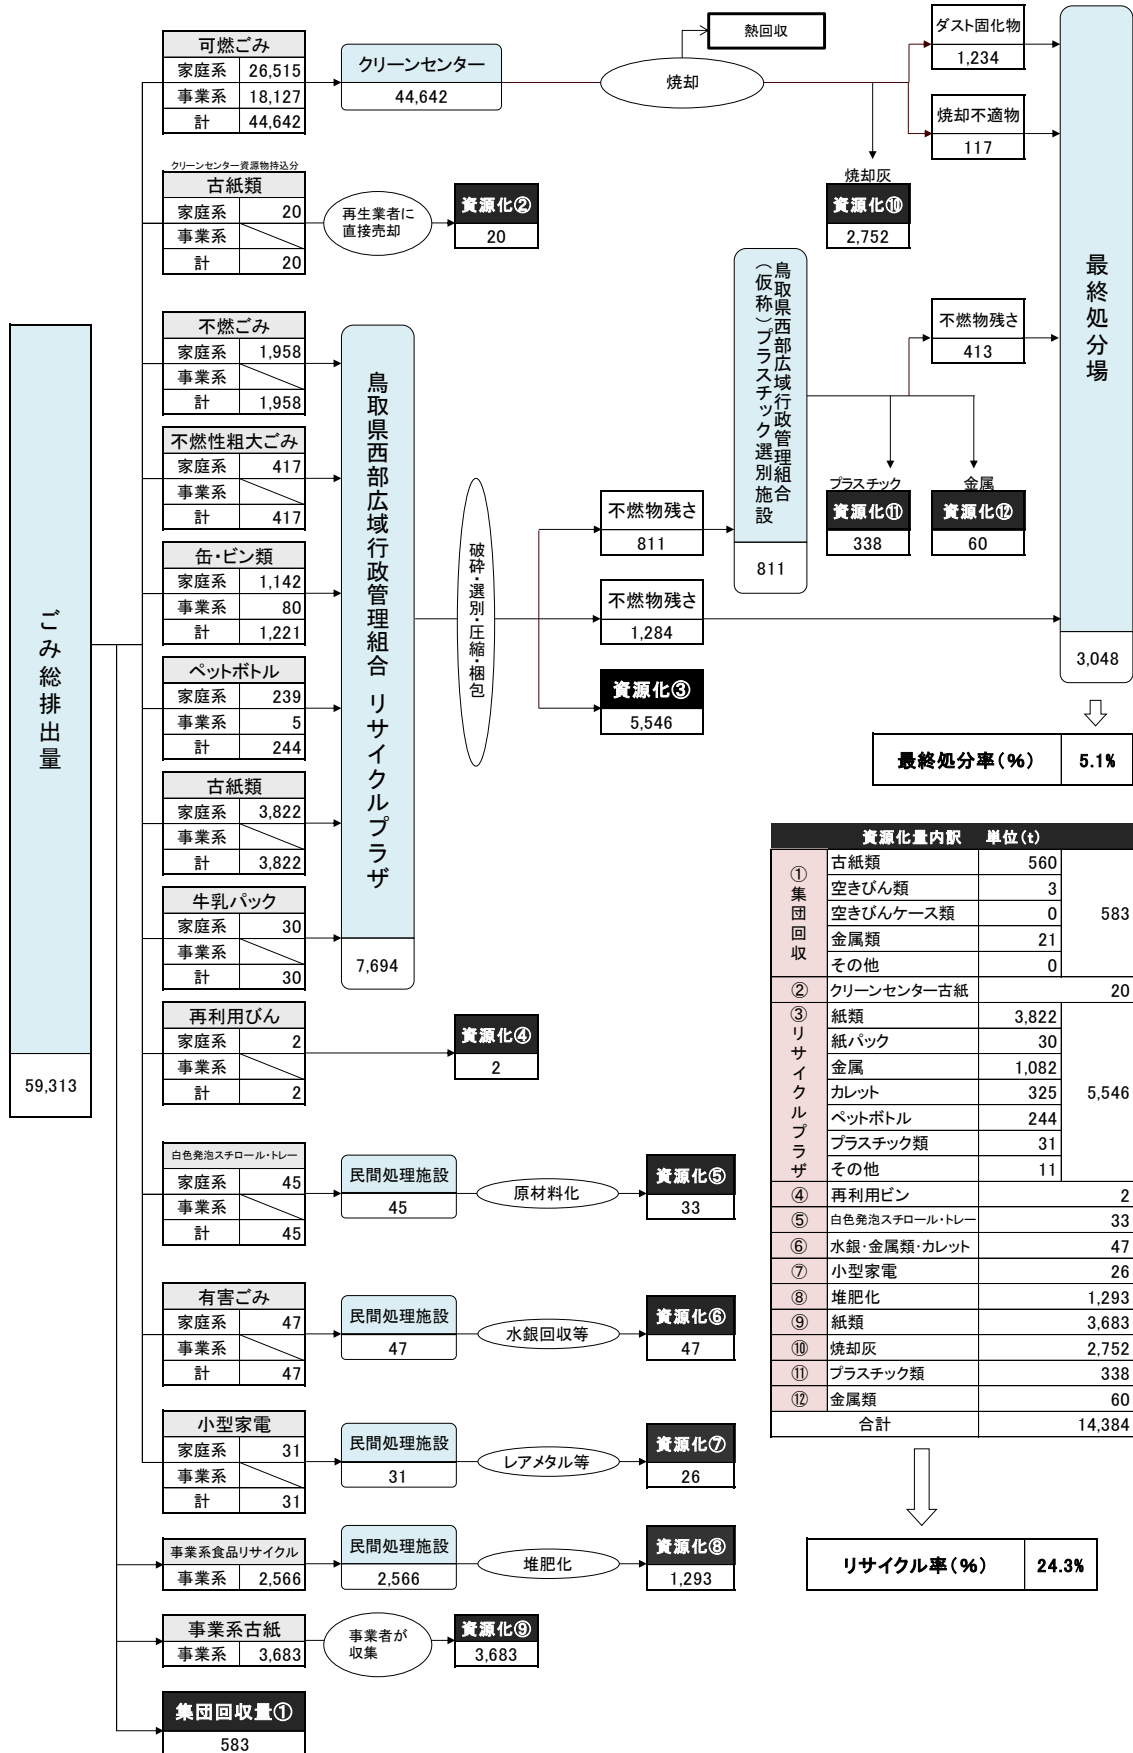 ごみ総排出量
59,313
可燃ごみ
家庭系 26,515
事業系 18,127
計 44,642
クリーンセンター
44,642
焼却
熱回収
ダスト固化物
1,234
焼却不適物
117
焼却灰
資源化⑩
2,752
クリーンセンター資源物持込分
古紙類
家庭系 20
事業系
計 20
再生業者に
直接売却
資源化②
20
不燃ごみ
家庭系 1,958
事業系
計 1,958
不燃性粗大ごみ
家庭系 417
事業系
計 417
缶・ビン類
家庭系 1,142
事業系 80
計 1,221
ペットボトル
家庭系 239
事業系 5
計 244
古紙類
家庭系 3,822
事業系
計 3,822
牛乳パック
家庭系 30
事業系
計 30
鳥取県西部広域行政管理組合 リサイクルプラザ
7,694
破砕・選別・圧縮・梱包
不燃物残さ
811
不燃物残さ
1,284
資源化③
5,546
鳥取県西部広域行政管理組合
(仮称)プラスチック選別施設
811
不燃物残さ
413
プラスチック
資源化⑪
338
金属
資源化⑫
60
最終処分場
3,048
最終処分率(%) 5.1%
再利用びん
家庭系 2
事業系
計 2
資源化④
2
白色発泡スチロール・トレー
家庭系 45
事業系
計 45
民間処理施設
45
原材料化
資源化⑤
33
有害ごみ
家庭系 47
事業系
計 47
民間処理施設
47
水銀回収等
資源化⑥
47
小型家電
家庭系 31
事業系
計 31
民間処理施設
31
レアメタル等
資源化⑦
26
事業系食品リサイクル
事業系 2,566
民間処理施設
2,566
堆肥化
資源化⑧
1,293
事業系古紙
事業系 3,683
事業者が
収集
資源化⑨
3,683
集団回収量①
583
資源化量内訳 単位(t)
①集団回収
古紙類 560
空きびん類 3
空きびんケース類 0 583
金属類 21
その他 0
② クリーンセンター古紙 20
③リサイクルプラザ
紙類 3,822
紙パック 30
金属 1,082
カレット 325 5,546
ペットボトル 244
プラスチック類 31
その他 11
④ 再利用ビン 2
⑤ 白色発泡スチロール・トレー 33
⑥ 水銀・金属類・カレット 47
⑦ 小型家電 26
⑧ 堆肥化 1,293
⑨ 紙類 3,683
⑩ 焼却灰 2,752
⑪ プラスチック類 338
⑫ 金属類 60
合計 14,384
リサイクル率(%) 24.3%